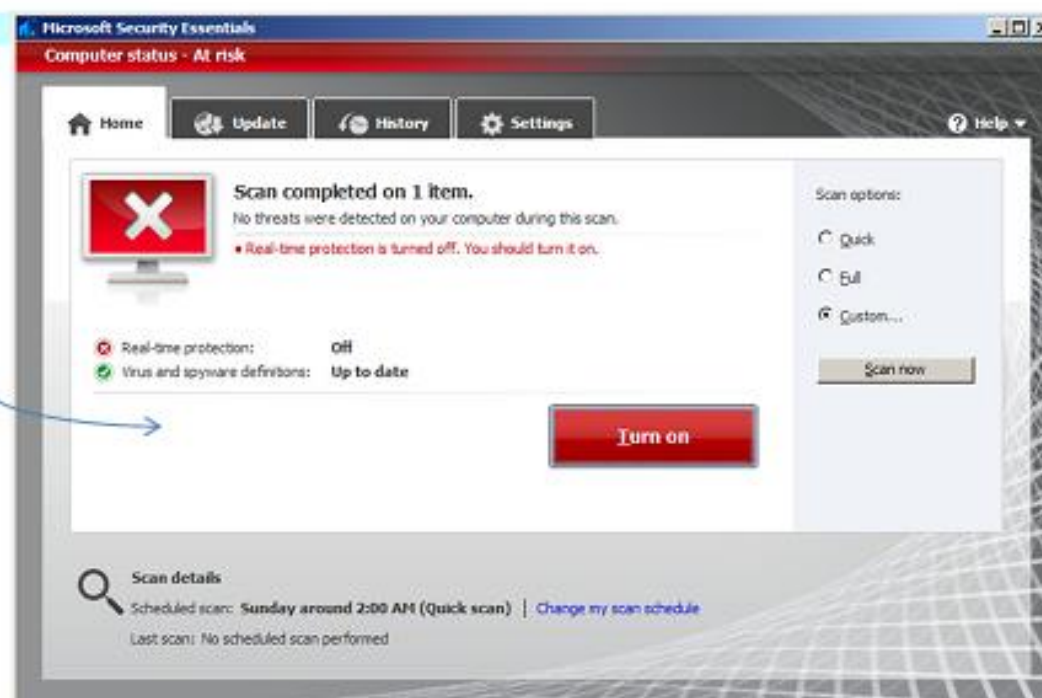 Microsoft Security Essentials
Computer status - At risk
Home
Update
History
Settings
Help
Scan completed on 1 item.
No threats were detected on your computer during this scan.
• Real-time protection is turned off. You should turn it on.
Real-time protection: Off
Virus and spyware definitions: Up to date
Turn on
Scan options:
Quick
Full
Custom...
Scan now
Scan details
Scheduled scan: Sunday around 2:00 AM (Quick scan) | Change my scan schedule
Last scan: No scheduled scan performed